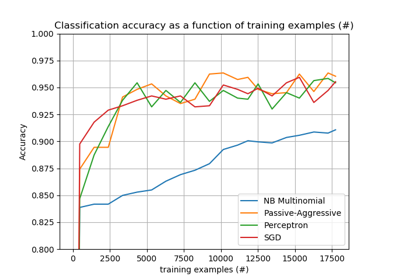 Classification accuracy as a function of training examples (#)
1.000
0.975
0.950
0.925
0.900
0.875
0.850
0.825
0.800
Accuracy
0 2500 5000 7500 10000 12500 15000 17500
training examples (#)
NB Multinomial
Passive-Aggressive
Perceptron
SGD